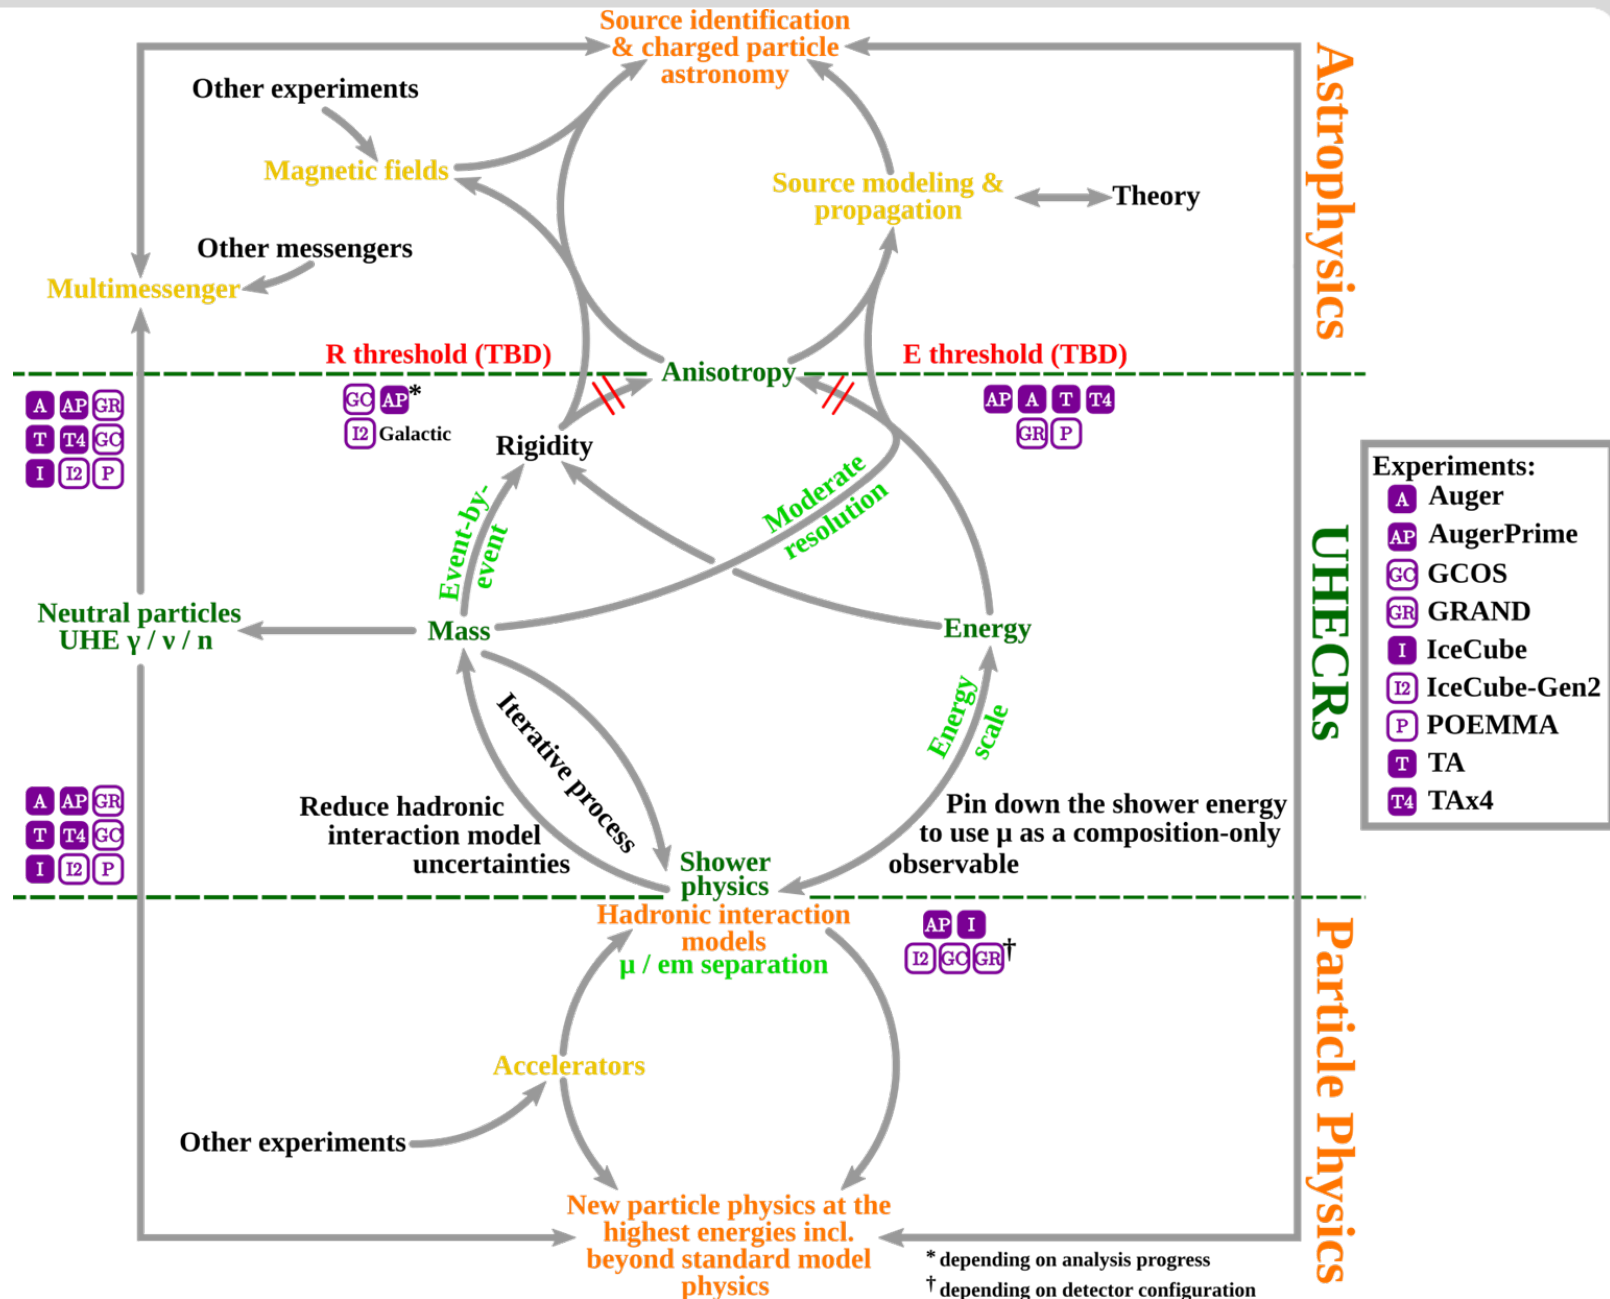 Source identification
& charged particle
astronomy
Other experiments
Magnetic fields
Source modeling &
propagation
Theory
Other messengers
Multimessenger
Astrophysics
R threshold (TBD)
E threshold (TBD)
Anisotropy
A AP GR
T T4 GC
I I2 P
GC AP*
I2 Galactic
AP A T T4
GR P
Rigidity
Event-by-
event
Moderate
resolution
Neutral particles
UHE γ / ν / n
Mass
Energy
UHECRs
Experiments:
A Auger
AP AugerPrime
GC GCOS
GR GRAND
I IceCube
I2 IceCube-Gen2
P POEMMA
T TA
T4 TAx4
Energy
scale
Iterative process
A AP GR
T T4 GC
I I2 P
Reduce hadronic
interaction model
uncertainties
Pin down the shower energy
to use μ as a composition-only
observable
Shower
physics
Hadronic interaction
models
μ / em separation
AP I
I2 GC GR†
Accelerators
Other experiments
Particle Physics
New particle physics at the
highest energies incl.
beyond standard model
physics
* depending on analysis progress
† depending on detector configuration